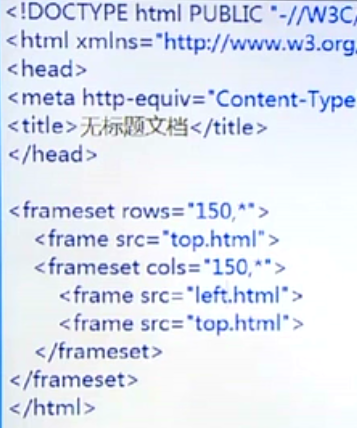 <!DOCTYPE html PUBLIC "-//W3C/
<html xmlns="http://www.w3.org,
<head>
<meta http-equiv="Content-Type
<title>无标题文档</title>
</head>
<frameset rows="150,*">
<frame src="top.html">
<frameset cols="150,*">
<frame src="left.html">
<frame src="top.html">
</frameset>
</frameset>
</html>